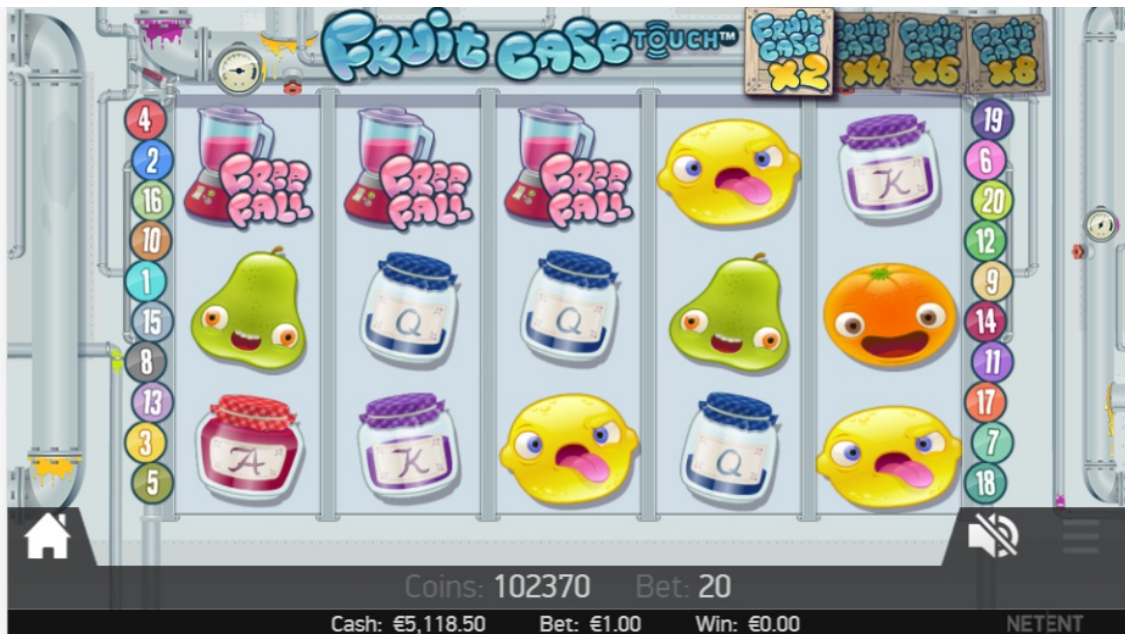 FRUIT CASE TOUCH™
FRUIT CASE X2
FRUIT CASE X4
FRUIT CASE X6
FRUIT CASE X8
4
19
FREE FALL
FREE FALL
FREE FALL
K
2
6
16
20
10
12
1
Q
Q
9
15
14
8
11
13
17
A
K
Q
3
7
5
18
Coins: 102370 Bet: 20
Cash: €5,118.50 Bet: €1.00 Win: €0.00 NETENT